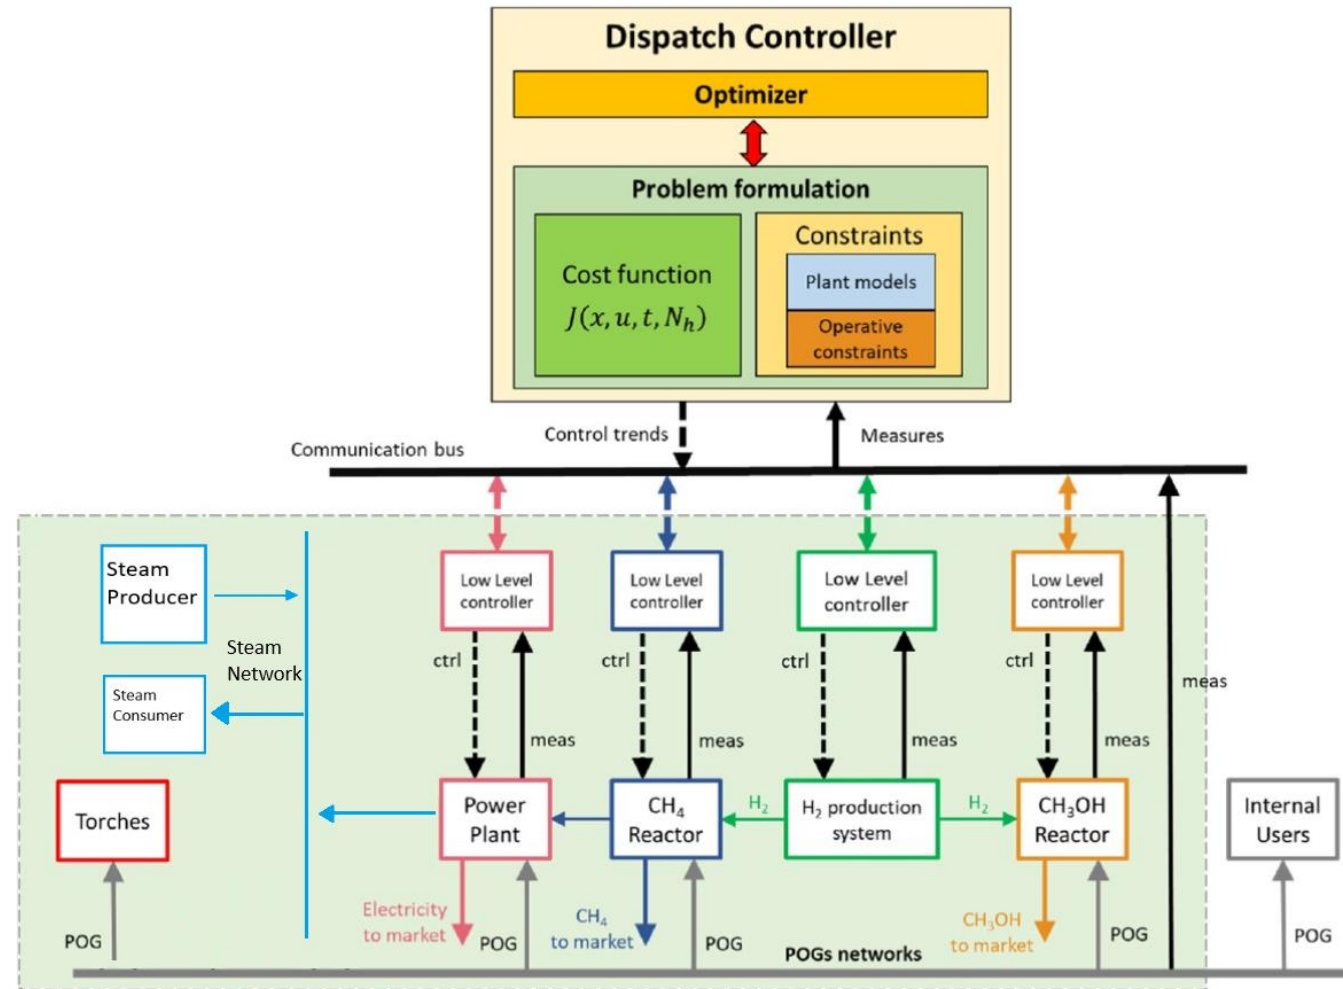 Dispatch Controller
Optimizer
Problem formulation
Cost function
J(x, u, t, Nₕ)
Constraints
Plant models
Operative
constraints
Control trends
Measures
Communication bus
Steam
Producer
Steam
Network
Steam
Consumer
Low Level
controller
Low Level
controller
Low Level
controller
Low Level
controller
ctrl
ctrl
ctrl
ctrl
meas
meas
meas
meas
meas
Torches
Power
Plant
CH₄
Reactor
H₂
H₂ production
system
H₂
CH₃OH
Reactor
Internal
Users
POG
Electricity
to market
POG
CH₄
to market
POG
POGs networks
CH₃OH
to market
POG
POG